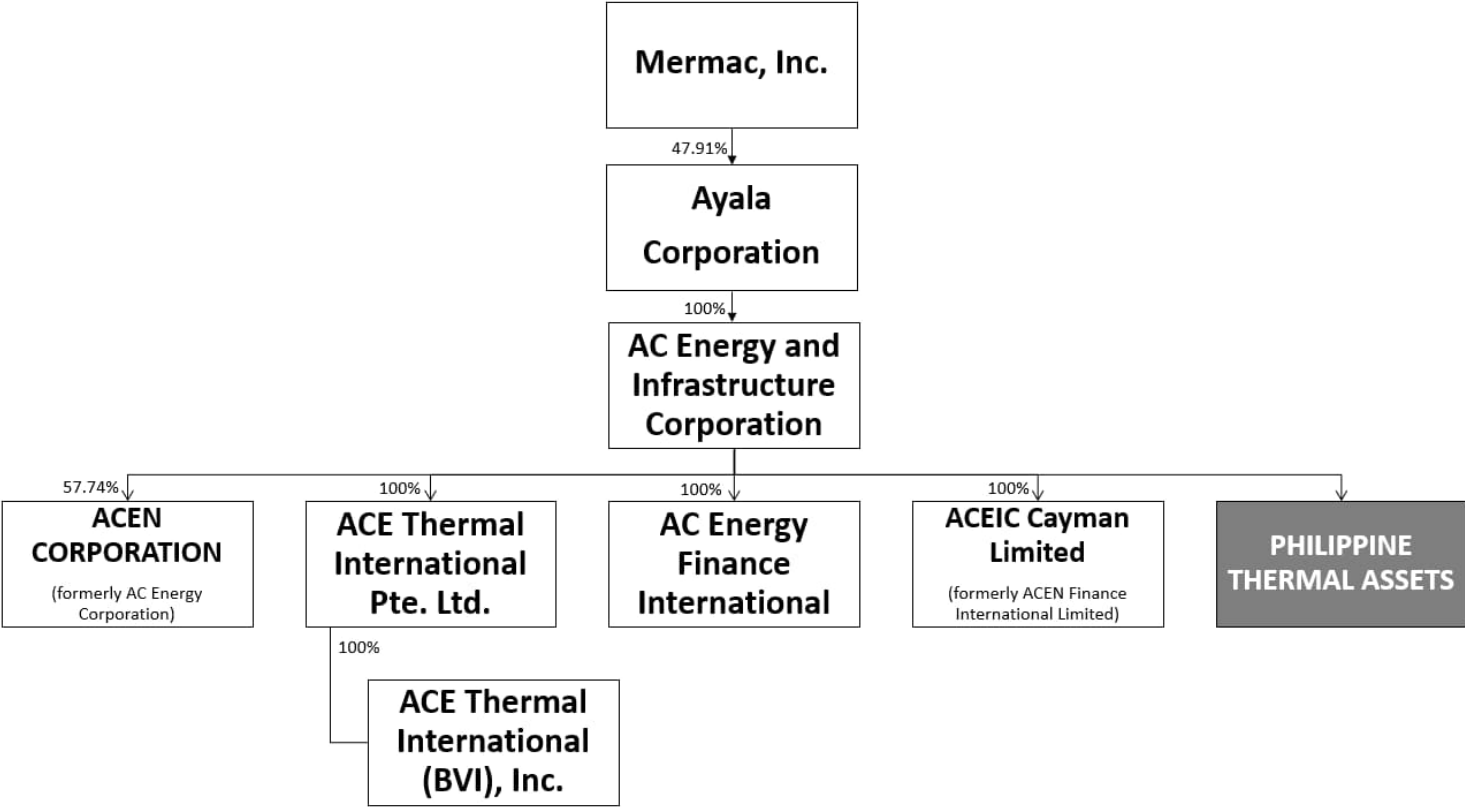 Mermac, Inc.
47.91%
Ayala
Corporation
100%
AC Energy and
Infrastructure
Corporation
57.74%
100%
100%
100%
ACEN
CORPORATION
(formerly AC Energy
Corporation)
ACE Thermal
International
Pte. Ltd.
AC Energy
Finance
International
ACEIC Cayman
Limited
(formerly ACEN Finance
International Limited)
PHILIPPINE
THERMAL ASSETS
100%
ACE Thermal
International
(BVI), Inc.